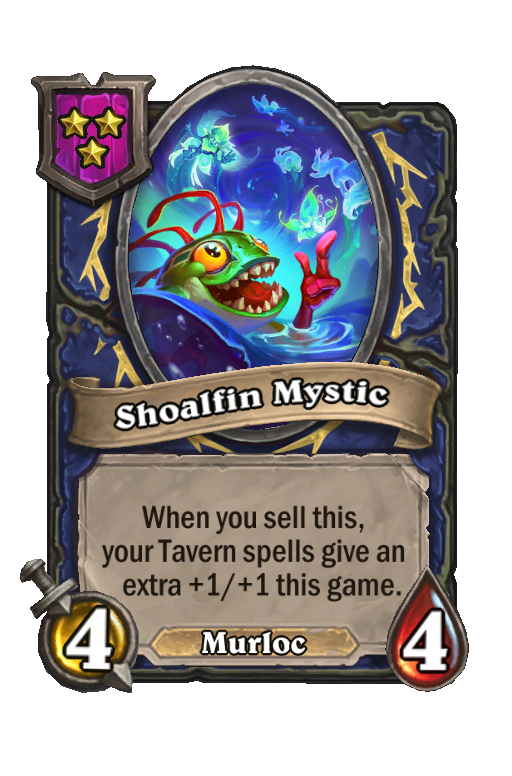 Shoalfin Mystic
When you sell this,
your Tavern spells give an
extra +1/+1 this game.
4
Murloc
4